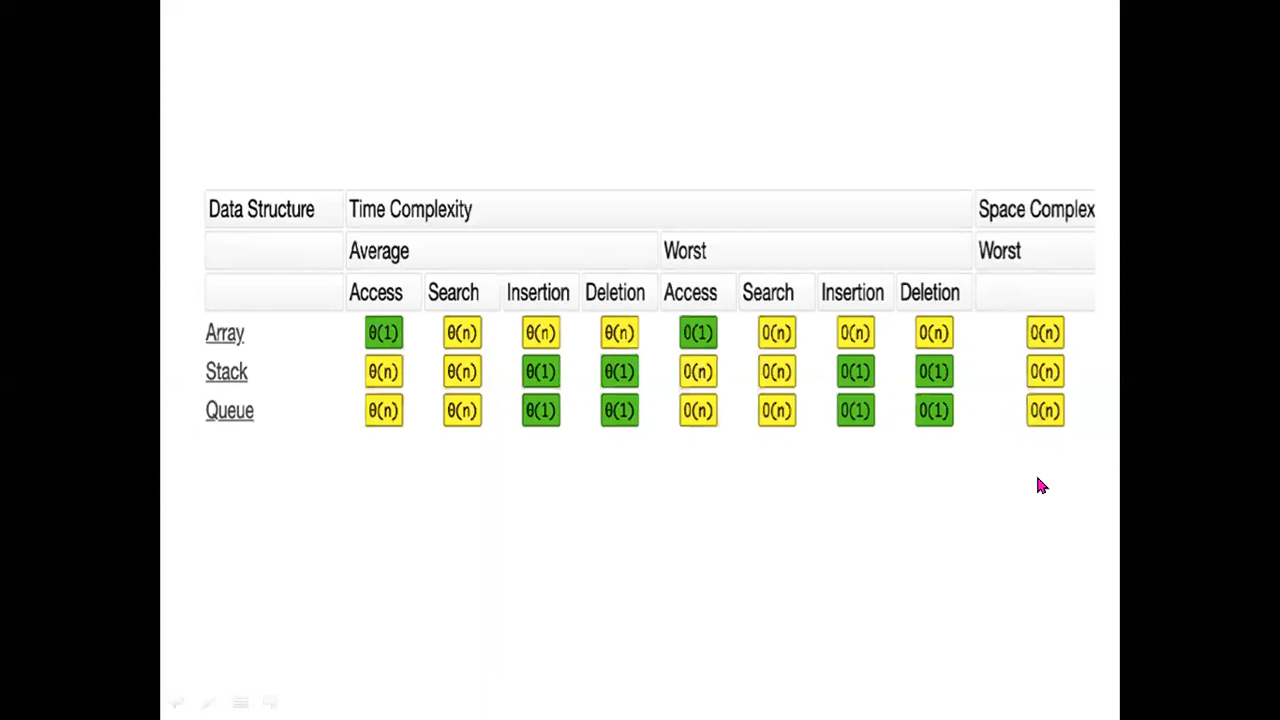 Data Structure Time Complexity Space Complex
Average Worst Worst
Access Search Insertion Deletion Access Search Insertion Deletion
Array θ(1) θ(n) θ(n) θ(n) O(1) O(n) O(n) O(n) O(n)
Stack θ(n) θ(n) θ(1) θ(1) O(n) O(n) O(1) O(1) O(n)
Queue θ(n) θ(n) θ(1) θ(1) O(n) O(n) O(1) O(1) O(n)